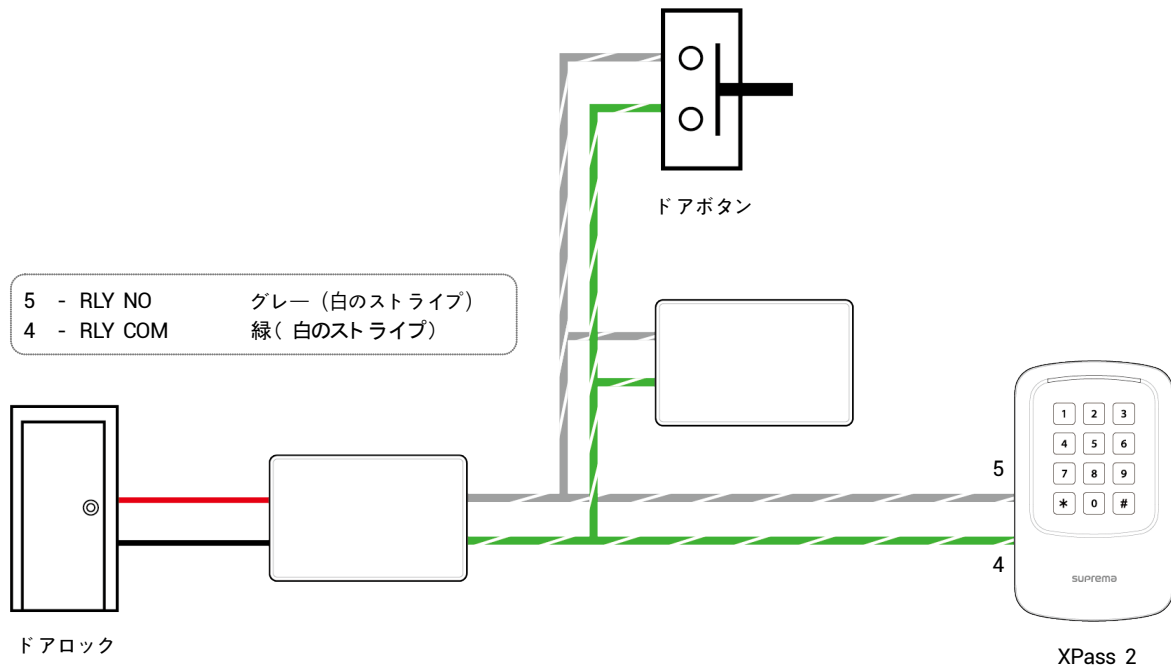 ドアボタン
5 - RLY NO グレー (白のストライプ)
4 - RLY COM 緑( 白のストライプ)
1 2 3
4 5 6
7 8 9
* 0 #
5
4
suprema
ドアロック
XPass 2